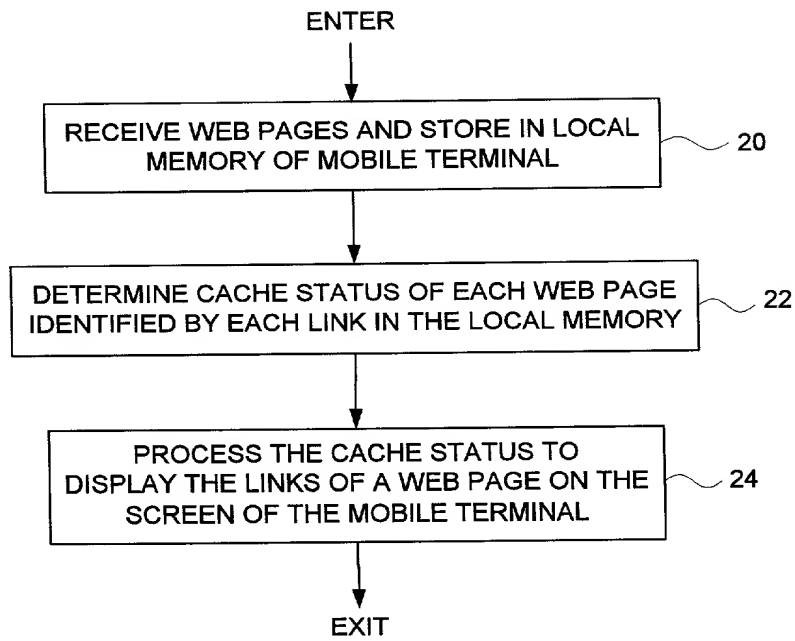 ENTER
RECEIVE WEB PAGES AND STORE IN LOCAL
MEMORY OF MOBILE TERMINAL
20
DETERMINE CACHE STATUS OF EACH WEB PAGE
IDENTIFIED BY EACH LINK IN THE LOCAL MEMORY
22
PROCESS THE CACHE STATUS TO
DISPLAY THE LINKS OF A WEB PAGE ON THE
SCREEN OF THE MOBILE TERMINAL
24
EXIT